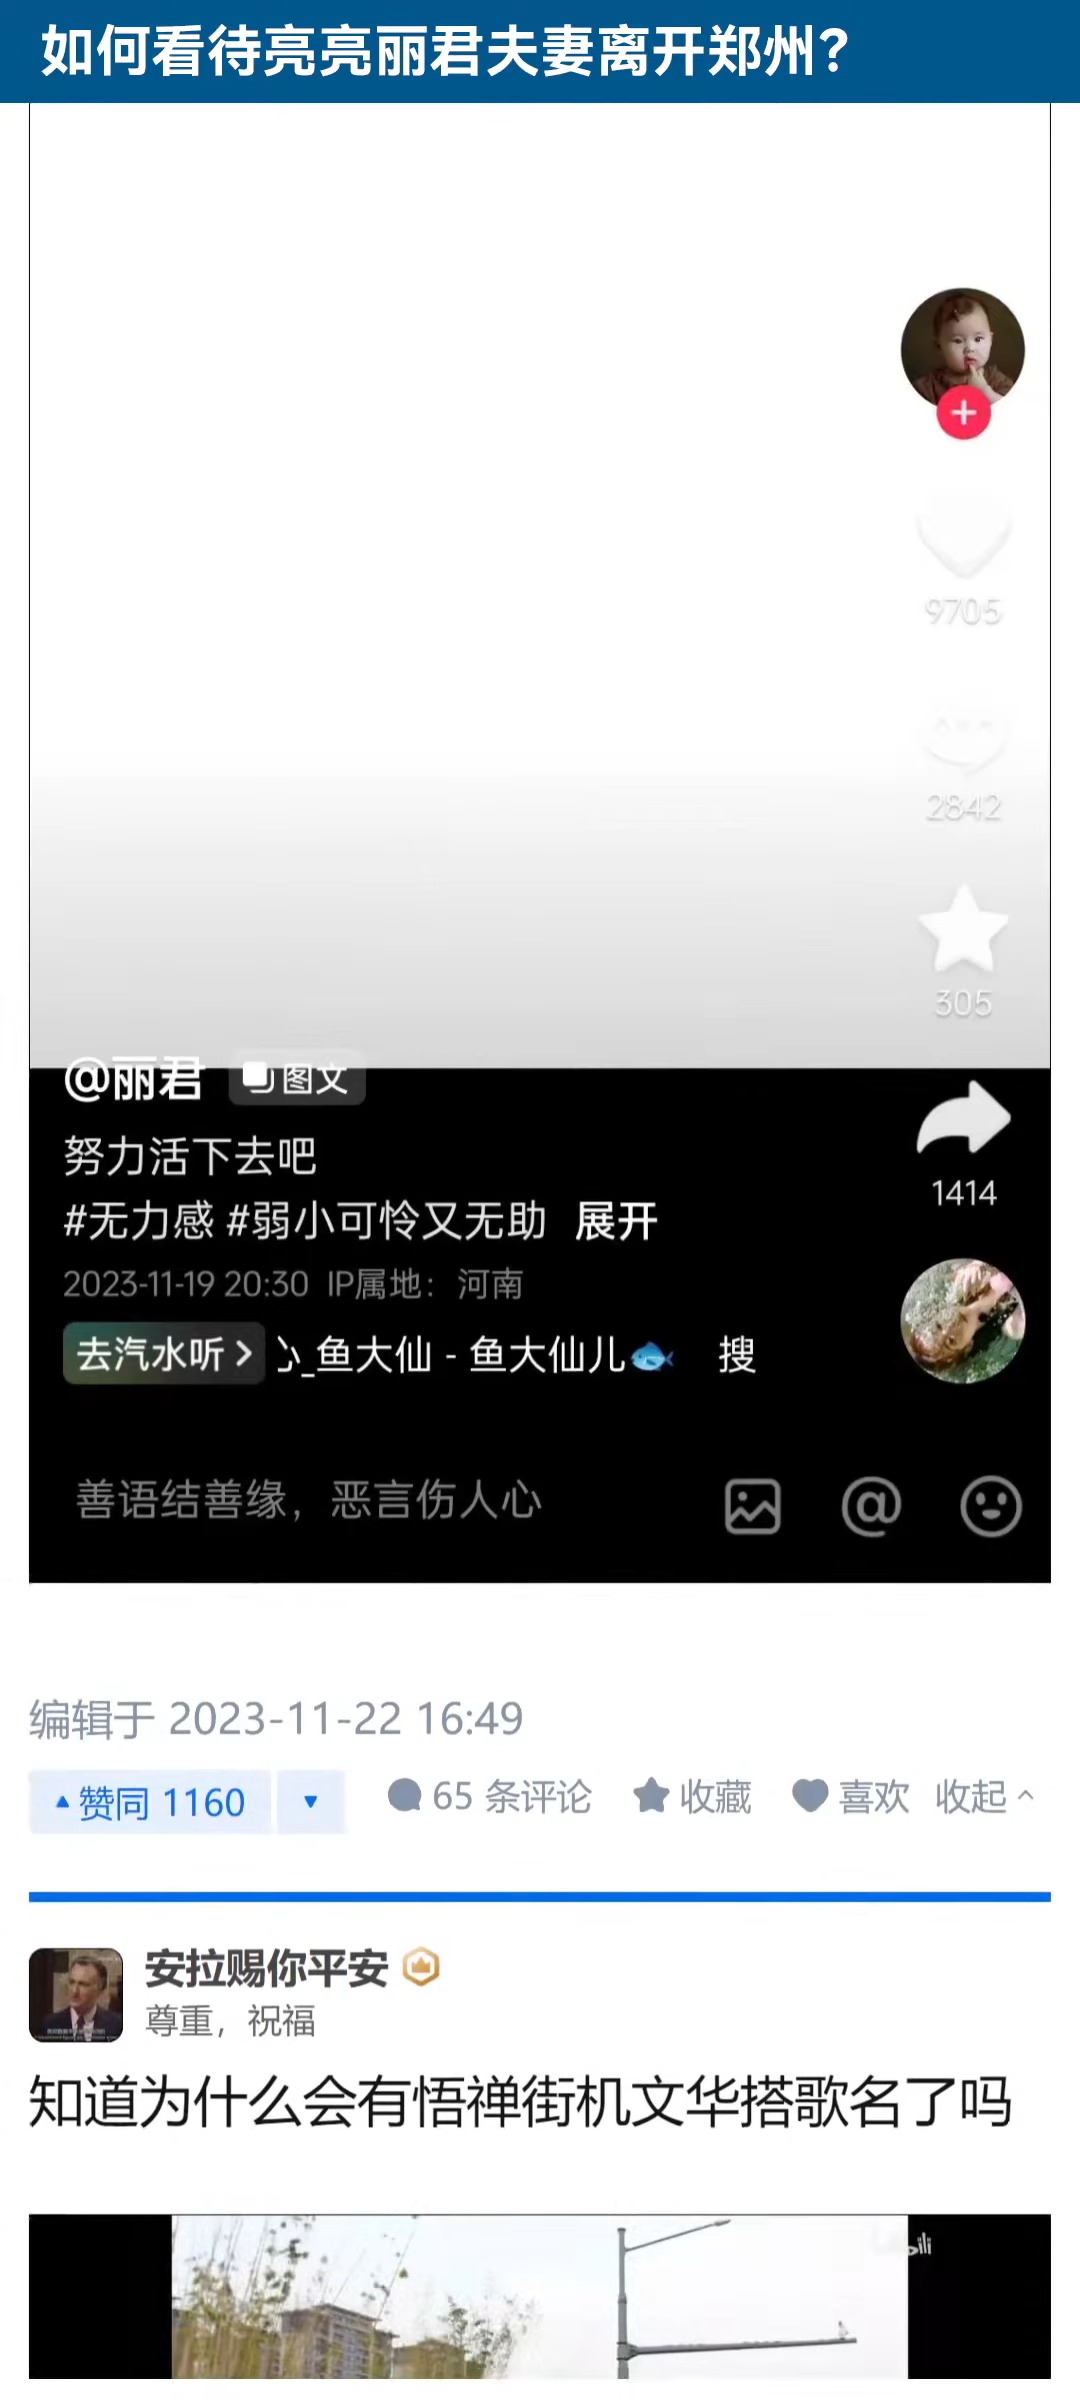 如何看待亮亮丽君夫妻离开郑州？
9705
2842
305
@丽君 图文
努力活下去吧
#无力感 #弱小可怜又无助 展开
1414
2023-11-19 20:30 IP属地：河南
去汽水听 > 心_鱼大仙 - 鱼大仙儿🐟 搜
善语结善缘，恶言伤人心
编辑于 2023-11-22 16:49
赞同 1160 65 条评论 收藏 喜欢 收起
安拉赐你平安
尊重，祝福
知道为什么会有悟禅街机文华搭歌名了吗